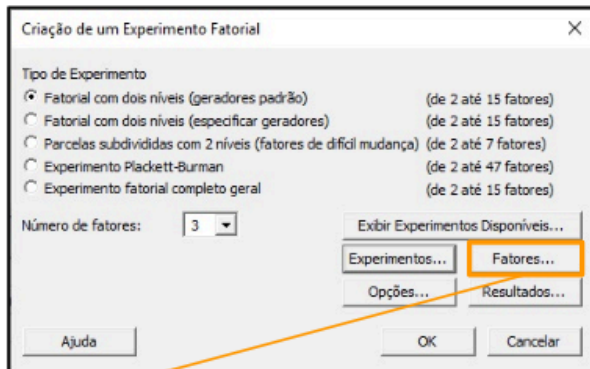 Criação de um Experimento Fatorial
Tipo de Experimento
Fatorial com dois níveis (geradores padrão) (de 2 até 15 fatores)
Fatorial com dois níveis (especificar geradores) (de 2 até 15 fatores)
Parcelas subdivididas com 2 níveis (fatores de difícil mudança) (de 2 até 7 fatores)
Experimento Plackett-Burman (de 2 até 47 fatores)
Experimento fatorial completo geral (de 2 até 15 fatores)
Número de fatores: 3 Exibir Experimentos Disponíveis...
Experimentos... Fatores...
Opções... Resultados...
Ajuda OK Cancelar